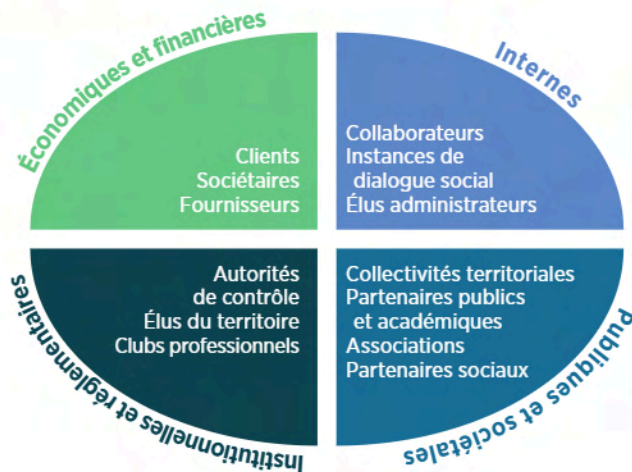 Économiques et financières
Clients
Sociétaires
Fournisseurs
Internes
Collaborateurs
Instances de
dialogue social
Élus administrateurs
Institutionnelles et réglementaires
Autorités
de contrôle
Élus du territoire
Clubs professionnels
Publiques et sociétales
Collectivités territoriales
Partenaires publics
et académiques
Associations
Partenaires sociaux